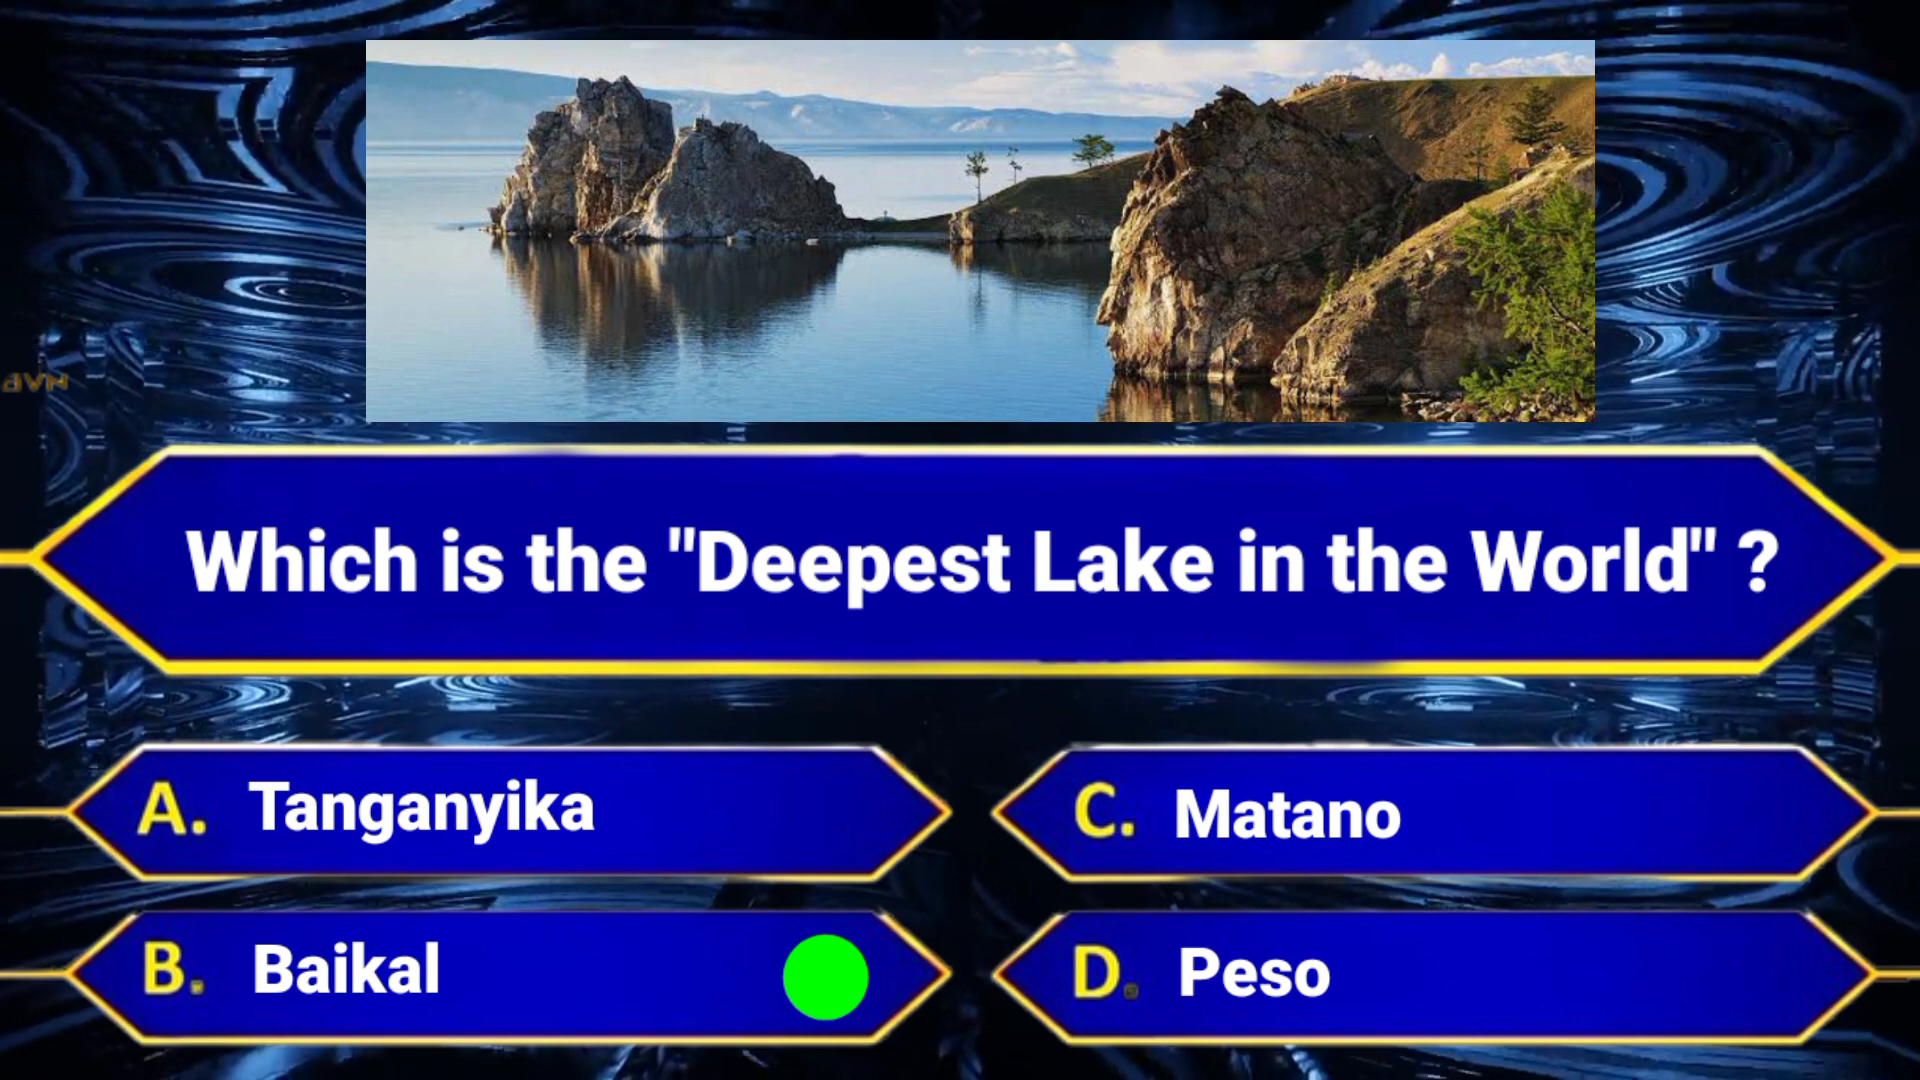 Which is the "Deepest Lake in the World" ?
A. Tanganyika
C. Matano
B. Baikal
D. Peso